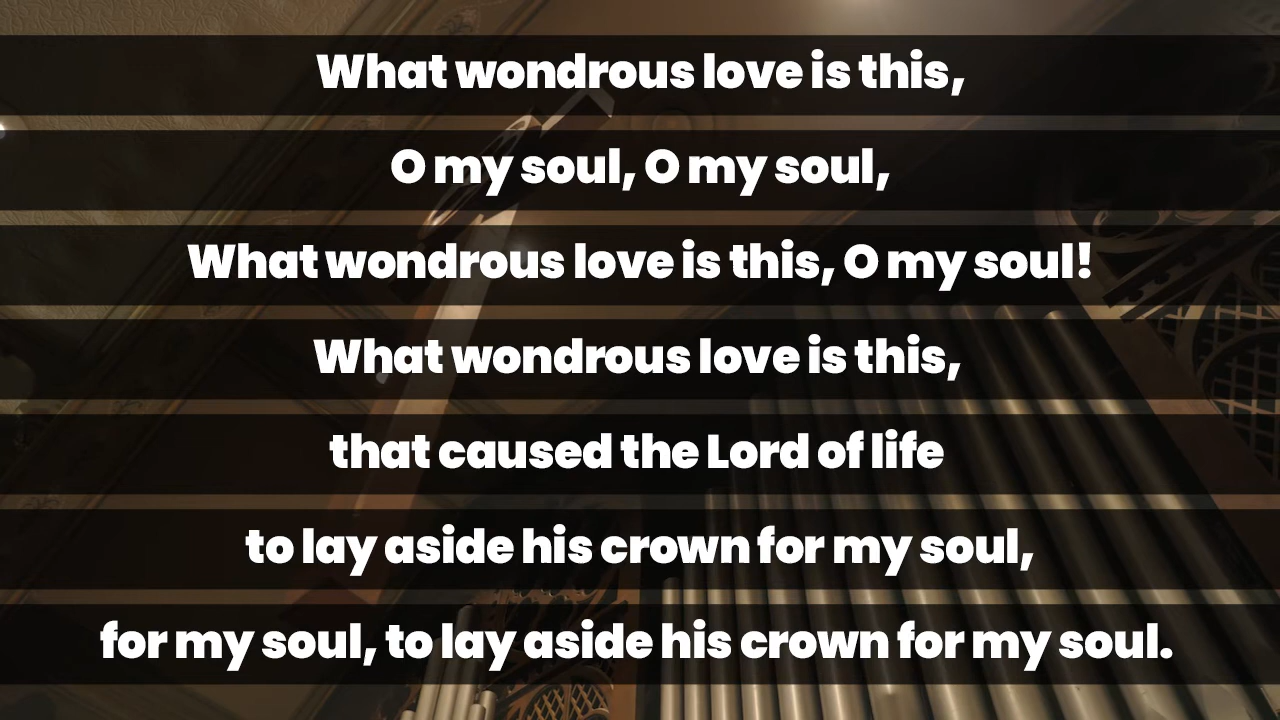 What wondrous love is this,
O my soul, O my soul,
What wondrous love is this, O my soul!
What wondrous love is this,
that caused the Lord of life
to lay aside his crown for my soul,
for my soul, to lay aside his crown for my soul.